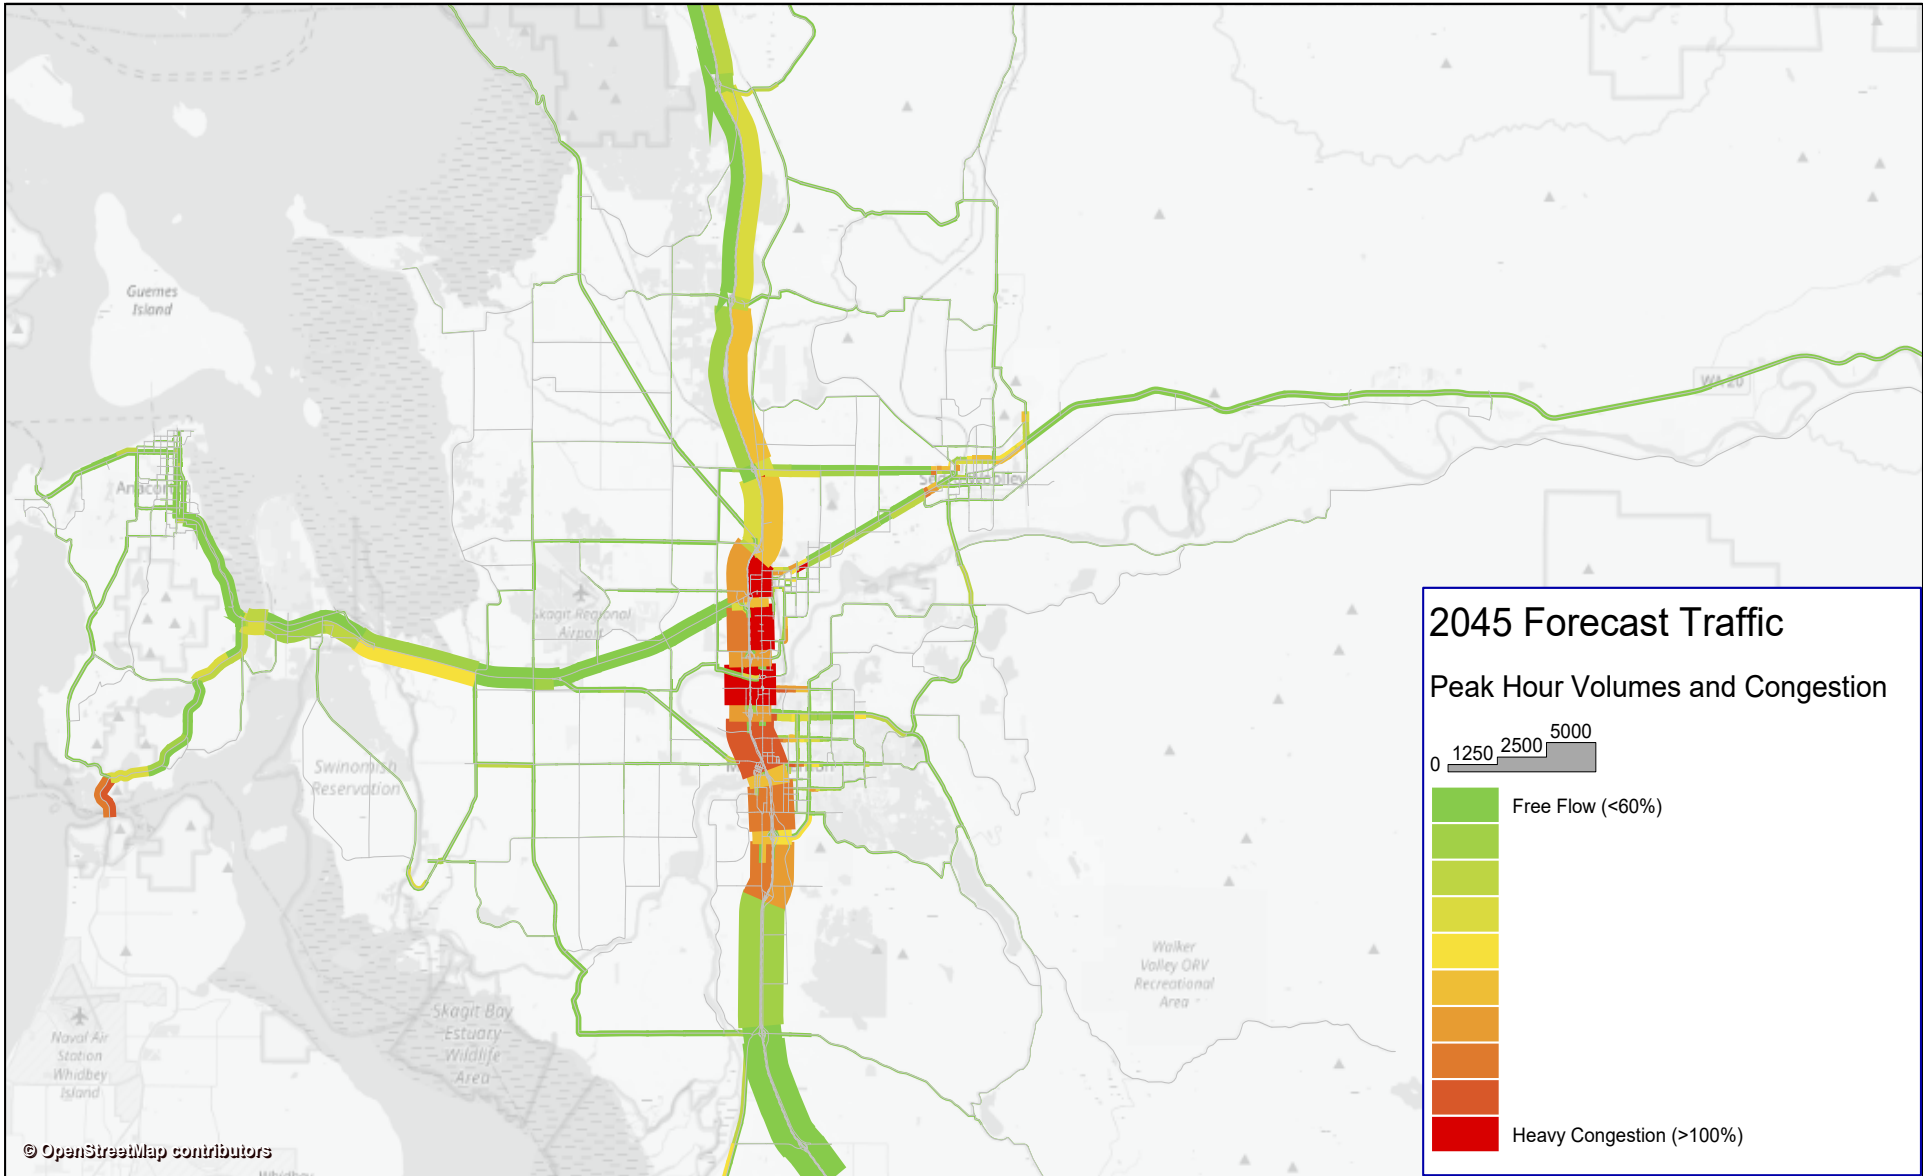 Guemes
Island
WA 20
Skagit Regional
Airport
Swinomish
Reservation
Walker
Valley ORV
Recreational
Area
Skagit Bay
Estuary
Wildlife
Area
Naval Air
Station
Whidbey
Island
© OpenStreetMap contributors
2045 Forecast Traffic
Peak Hour Volumes and Congestion
0 1250 2500 5000
Free Flow (<60%)
Heavy Congestion (>100%)